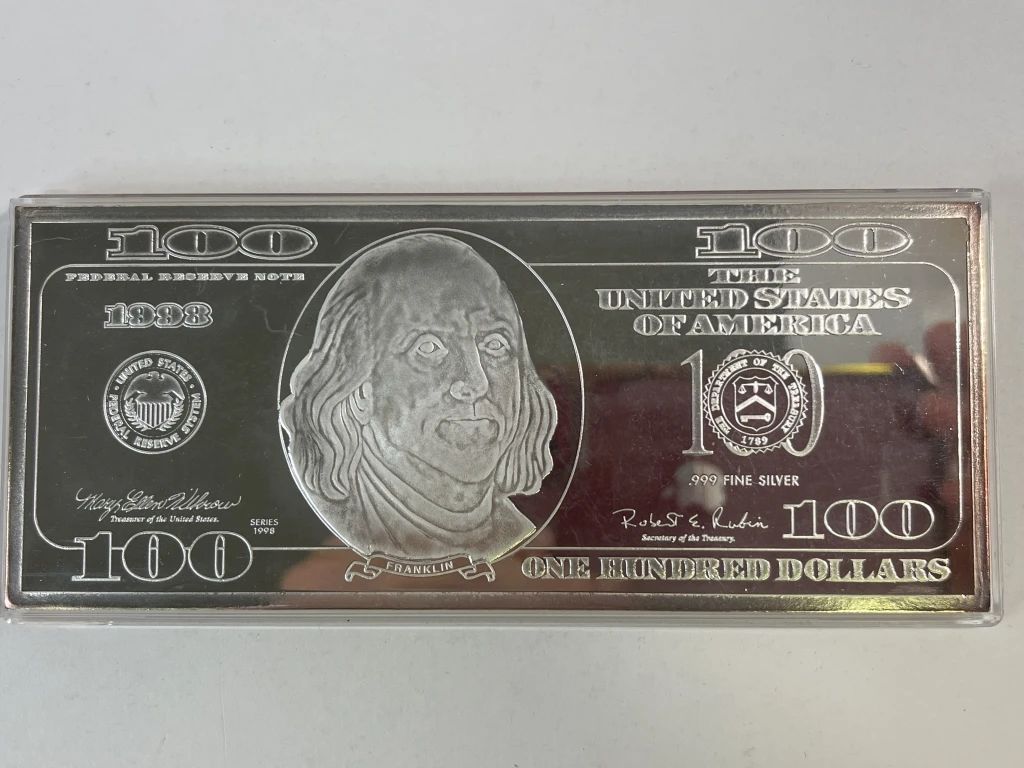 100
100
FEDERAL RESERVE NOTE
THE
UNITED STATES
OF AMERICA
1998
UNITED STATES
FEDERAL RESERVE SYSTEM
100
THE DEPARTMENT OF THE TREASURY
1789
.999 FINE SILVER
Mary Ellen Withrow
Treasurer of the United States.
SERIES
1998
Robert E. Rubin
Secretary of the Treasury.
100
100
FRANKLIN
ONE HUNDRED DOLLARS